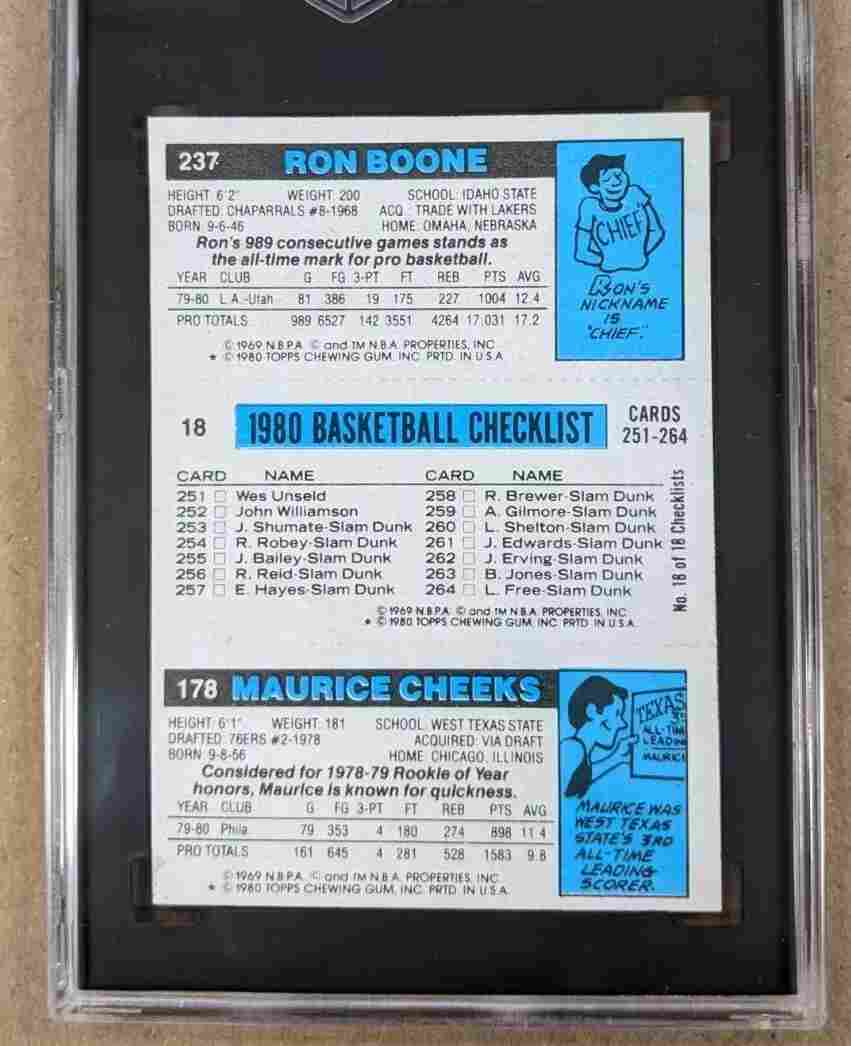 237 RON BOONE
HEIGHT: 6'2" WEIGHT: 200 SCHOOL: IDAHO STATE
DRAFTED: CHAPARRALS #8-1968 ACQ.: TRADE WITH LAKERS
BORN: 9-6-46 HOME: OMAHA, NEBRASKA
Ron's 989 consecutive games stands as
the all-time mark for pro basketball.
YEAR CLUB G FG 3-PT FT REB PTS AVG
79-80 L.A.-Utah 81 386 19 175 227 1004 12.4
PRO TOTALS 989 6527 142 3551 4264 17,031 17.2
© 1969 N.B.P.A. © and TM N.B.A. PROPERTIES, INC.
* © 1980 TOPPS CHEWING GUM, INC. PRTD. IN U.S.A.
CHIEF
RON'S
NICKNAME
IS
"CHIEF."
18 1980 BASKETBALL CHECKLIST CARDS
251-264
CARD NAME CARD NAME
251 Wes Unseld 258 R. Brewer-Slam Dunk
252 John Williamson 259 A. Gilmore-Slam Dunk
253 J. Shumate-Slam Dunk 260 L. Shelton-Slam Dunk
254 R. Robey-Slam Dunk 261 J. Edwards-Slam Dunk
255 J. Bailey-Slam Dunk 262 J. Erving-Slam Dunk
256 R. Reid-Slam Dunk 263 B. Jones-Slam Dunk
257 E. Hayes-Slam Dunk 264 L. Free-Slam Dunk
No. 18 of 18 Checklists
© 1969 N.B.P.A. © and TM N.B.A. PROPERTIES, INC.
* © 1980 TOPPS CHEWING GUM, INC. PRTD. IN U.S.A.
178 MAURICE CHEEKS
HEIGHT: 6'1" WEIGHT: 181 SCHOOL: WEST TEXAS STATE
DRAFTED: 76ERS #2-1978 ACQUIRED: VIA DRAFT
BORN: 9-8-56 HOME: CHICAGO, ILLINOIS
Considered for 1978-79 Rookie of Year
honors, Maurice is known for quickness.
YEAR CLUB G FG 3-PT FT REB PTS AVG
79-80 Phila. 79 353 4 180 274 898 11.4
PRO TOTALS 161 645 4 281 528 1583 9.8
© 1969 N.B.P.A. © and TM N.B.A. PROPERTIES, INC.
* © 1980 TOPPS CHEWING GUM, INC. PRTD. IN U.S.A.
TEXAS
ALL-TIM
LEADIN
MAURICE
MAURICE WAS
WEST TEXAS
STATE'S 3RD
ALL-TIME
LEADING
SCORER.